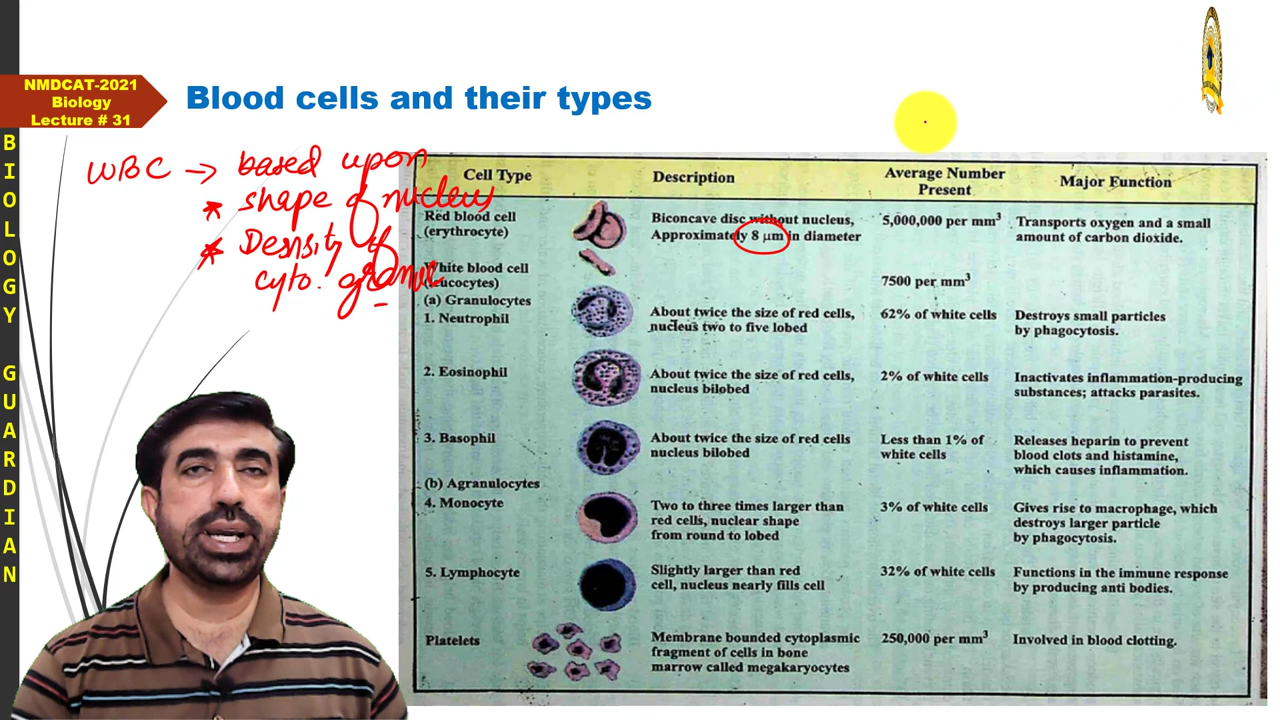 NMDCAT-2021
Biology
Lecture # 31
Blood cells and their types
BIOLOGY GUARDIAN
WBC → based upon
* shape of nucleus
* Density of
cyto. granule
Cell Type Description Average Number Present Major Function
Red blood cell (erythrocyte)
Biconcave disc without nucleus,
Approximately 8 µm in diameter
5,000,000 per mm³
Transports oxygen and a small
amount of carbon dioxide.
White blood cell
(leucocytes)
7500 per mm³
(a) Granulocytes
1. Neutrophil
About twice the size of red cells,
nucleus two to five lobed
62% of white cells
Destroys small particles
by phagocytosis.
2. Eosinophil
About twice the size of red cells,
nucleus bilobed
2% of white cells
Inactivates inflammation-producing
substances; attacks parasites.
3. Basophil
About twice the size of red cells
nucleus bilobed
Less than 1% of
white cells
Releases heparin to prevent
blood clots and histamine,
which causes inflammation.
(b) Agranulocytes
4. Monocyte
Two to three times larger than
red cells, nuclear shape
from round to lobed
3% of white cells
Gives rise to macrophage, which
destroys larger particle
by phagocytosis.
5. Lymphocyte
Slightly larger than red
cell, nucleus nearly fills cell
32% of white cells
Functions in the immune response
by producing anti bodies.
Platelets
Membrane bounded cytoplasmic
fragment of cells in bone
marrow called megakaryocytes
250,000 per mm³
Involved in blood clotting.